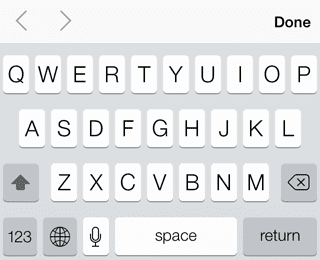 Done
Q W E R T Y U I O P
A S D F G H J K L
Z X C V B N M
123 space return